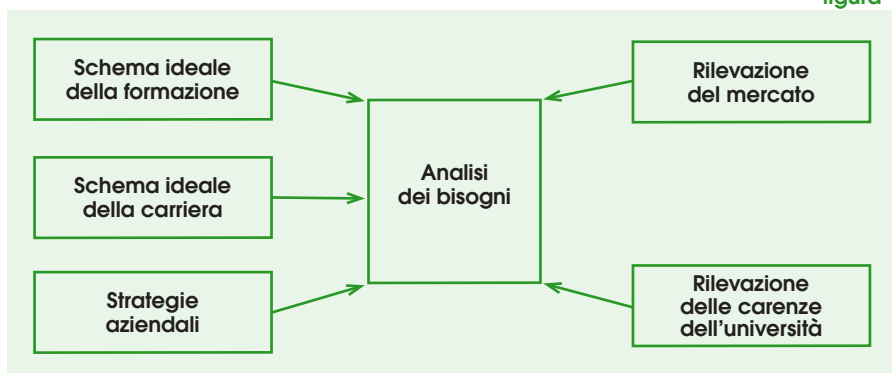 figura
Schema ideale
della formazione
Schema ideale
della carriera
Strategie
aziendali
Analisi
dei bisogni
Rilevazione
del mercato
Rilevazione
delle carenze
dell'università